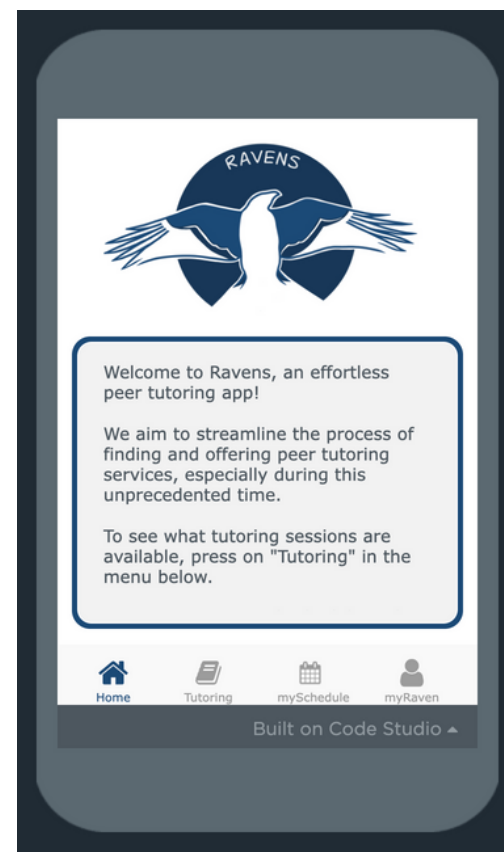 RAVENS
Welcome to Ravens, an effortless
peer tutoring app!
We aim to streamline the process of
finding and offering peer tutoring
services, especially during this
unprecedented time.
To see what tutoring sessions are
available, press on "Tutoring" in the
menu below.
Home Tutoring mySchedule myRaven
Built on Code Studio